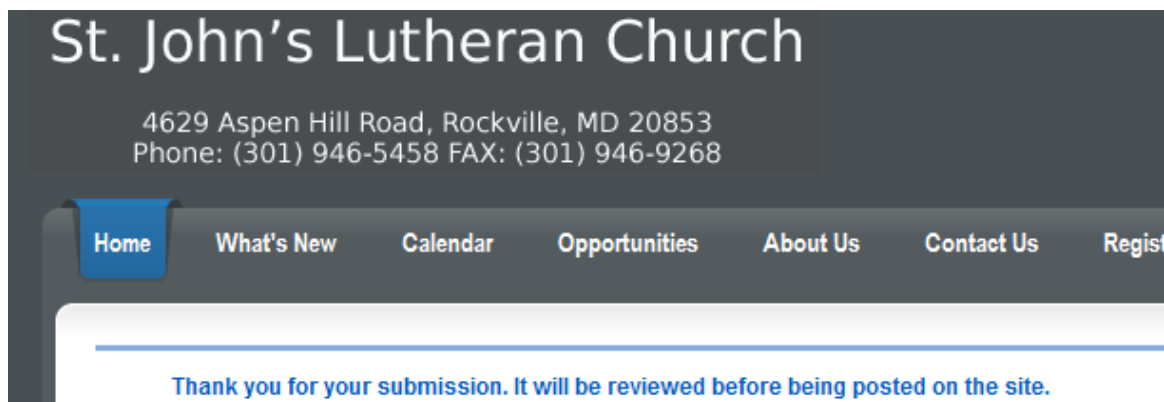 St. John’s Lutheran Church
4629 Aspen Hill Road, Rockville, MD 20853
Phone: (301) 946-5458 FAX: (301) 946-9268
Home What's New Calendar Opportunities About Us Contact Us Regist
Thank you for your submission. It will be reviewed before being posted on the site.